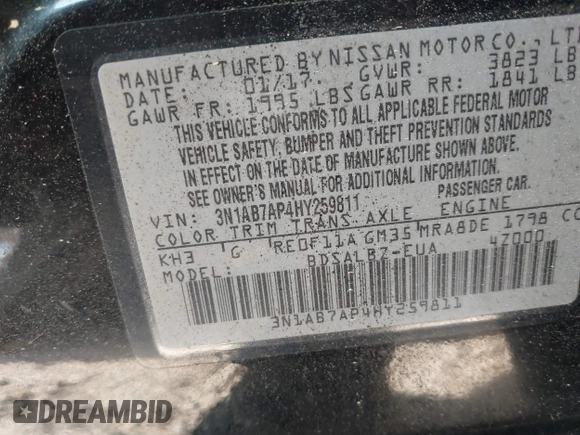 MANUFACTURED BY NISSAN MOTOR CO., LTD
DATE: 01/17 GVWR: 3823 LB
GAWR FR: 1995 LBS GAWR RR: 1841 LB
THIS VEHICLE CONFORMS TO ALL APPLICABLE FEDERAL MOTOR
VEHICLE SAFETY, BUMPER AND THEFT PREVENTION STANDARDS
IN EFFECT ON THE DATE OF MANUFACTURE SHOWN ABOVE.
SEE OWNER'S MANUAL FOR ADDITIONAL INFORMATION.
VIN: 3N1AB7AP4HY259811 PASSENGER CAR.
COLOR TRIM TRANS AXLE ENGINE
KH3 G RE0F11A GM35 MRA8DE 1798 CC
MODEL: BDSALBZ-EUA 47000
3N1AB7AP4HY259811
DREAMBID